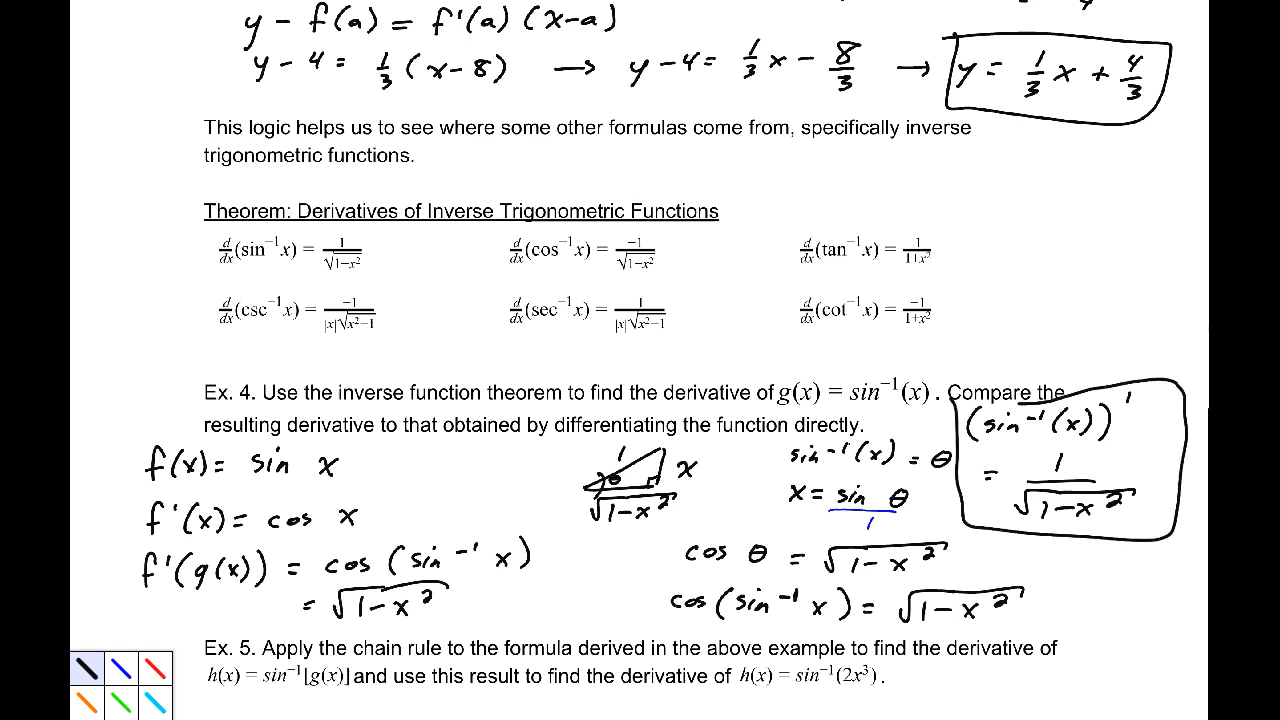 y - f(a) = f'(a) (x-a)
y - 4 = 1/3 (x - 8) → y - 4 = 1/3 x - 8/3 → y = 1/3 x + 4/3
This logic helps us to see where some other formulas come from, specifically inverse
trigonometric functions.
Theorem: Derivatives of Inverse Trigonometric Functions
d/dx(sin⁻¹x) = 1/√(1−x²)  d/dx(cos⁻¹x) = −1/√(1−x²)  d/dx(tan⁻¹x) = 1/(1+x²)
d/dx(csc⁻¹x) = −1/(|x|√(x²−1))  d/dx(sec⁻¹x) = 1/(|x|√(x²−1))  d/dx(cot⁻¹x) = −1/(1+x²)
Ex. 4. Use the inverse function theorem to find the derivative of g(x) = sin⁻¹(x). Compare the
resulting derivative to that obtained by differentiating the function directly.
f(x) = sin x
f'(x) = cos x
f'(g(x)) = cos (sin⁻¹ x)
= √(1-x²)
1 x
θ
√(1-x²)
sin⁻¹(x) = θ
x = sin θ / 1
cos θ = √(1-x²)
cos (sin⁻¹ x) = √(1-x²)
(sin⁻¹(x))'
= 1/√(1-x²)
Ex. 5. Apply the chain rule to the formula derived in the above example to find the derivative of
h(x) = sin⁻¹[g(x)] and use this result to find the derivative of h(x) = sin⁻¹(2x³).